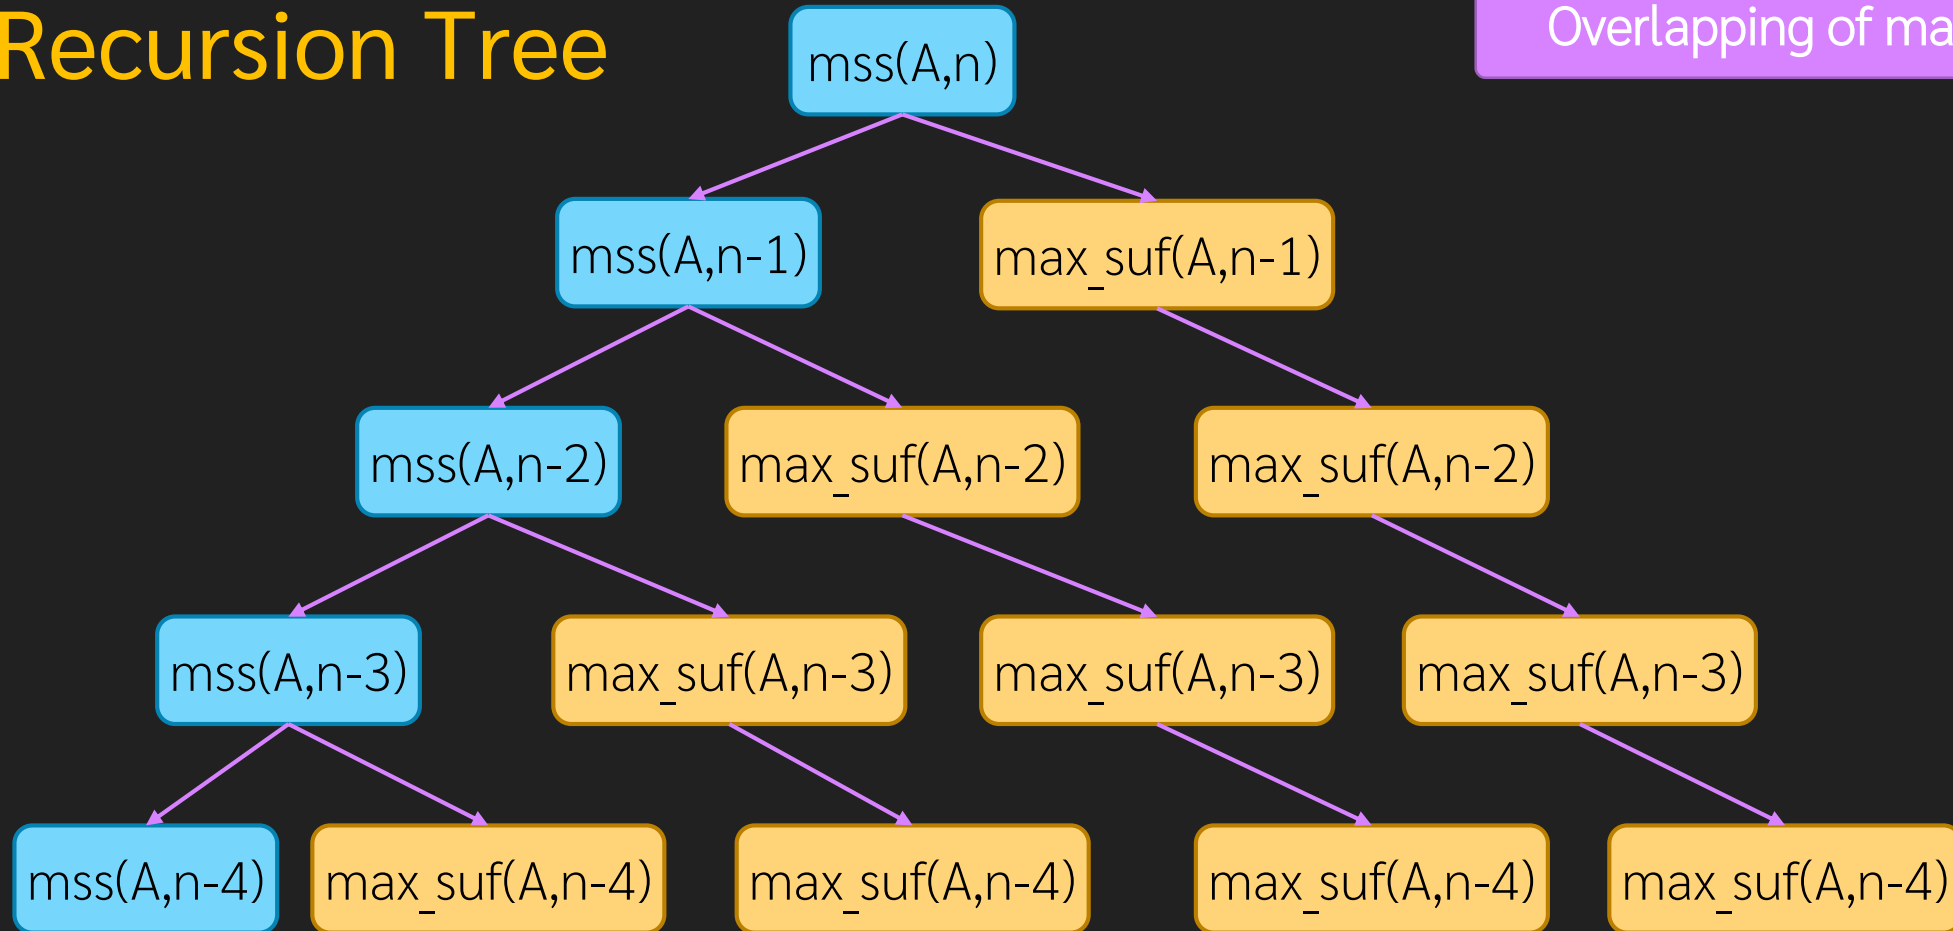 Recursion Tree
mss(A,n)
Overlapping of
mss(A,n-1)
max_suf(A,n-1)
mss(A,n-2)
max_suf(A,n-2)
max_suf(A,n-2)
mss(A,n-3)
max_suf(A,n-3)
max_suf(A,n-3)
max_suf(A,n-3)
mss(A,n-4)
max_suf(A,n-4)
max_suf(A,n-4)
max_suf(A,n-4)
max_suf(A,n-4)